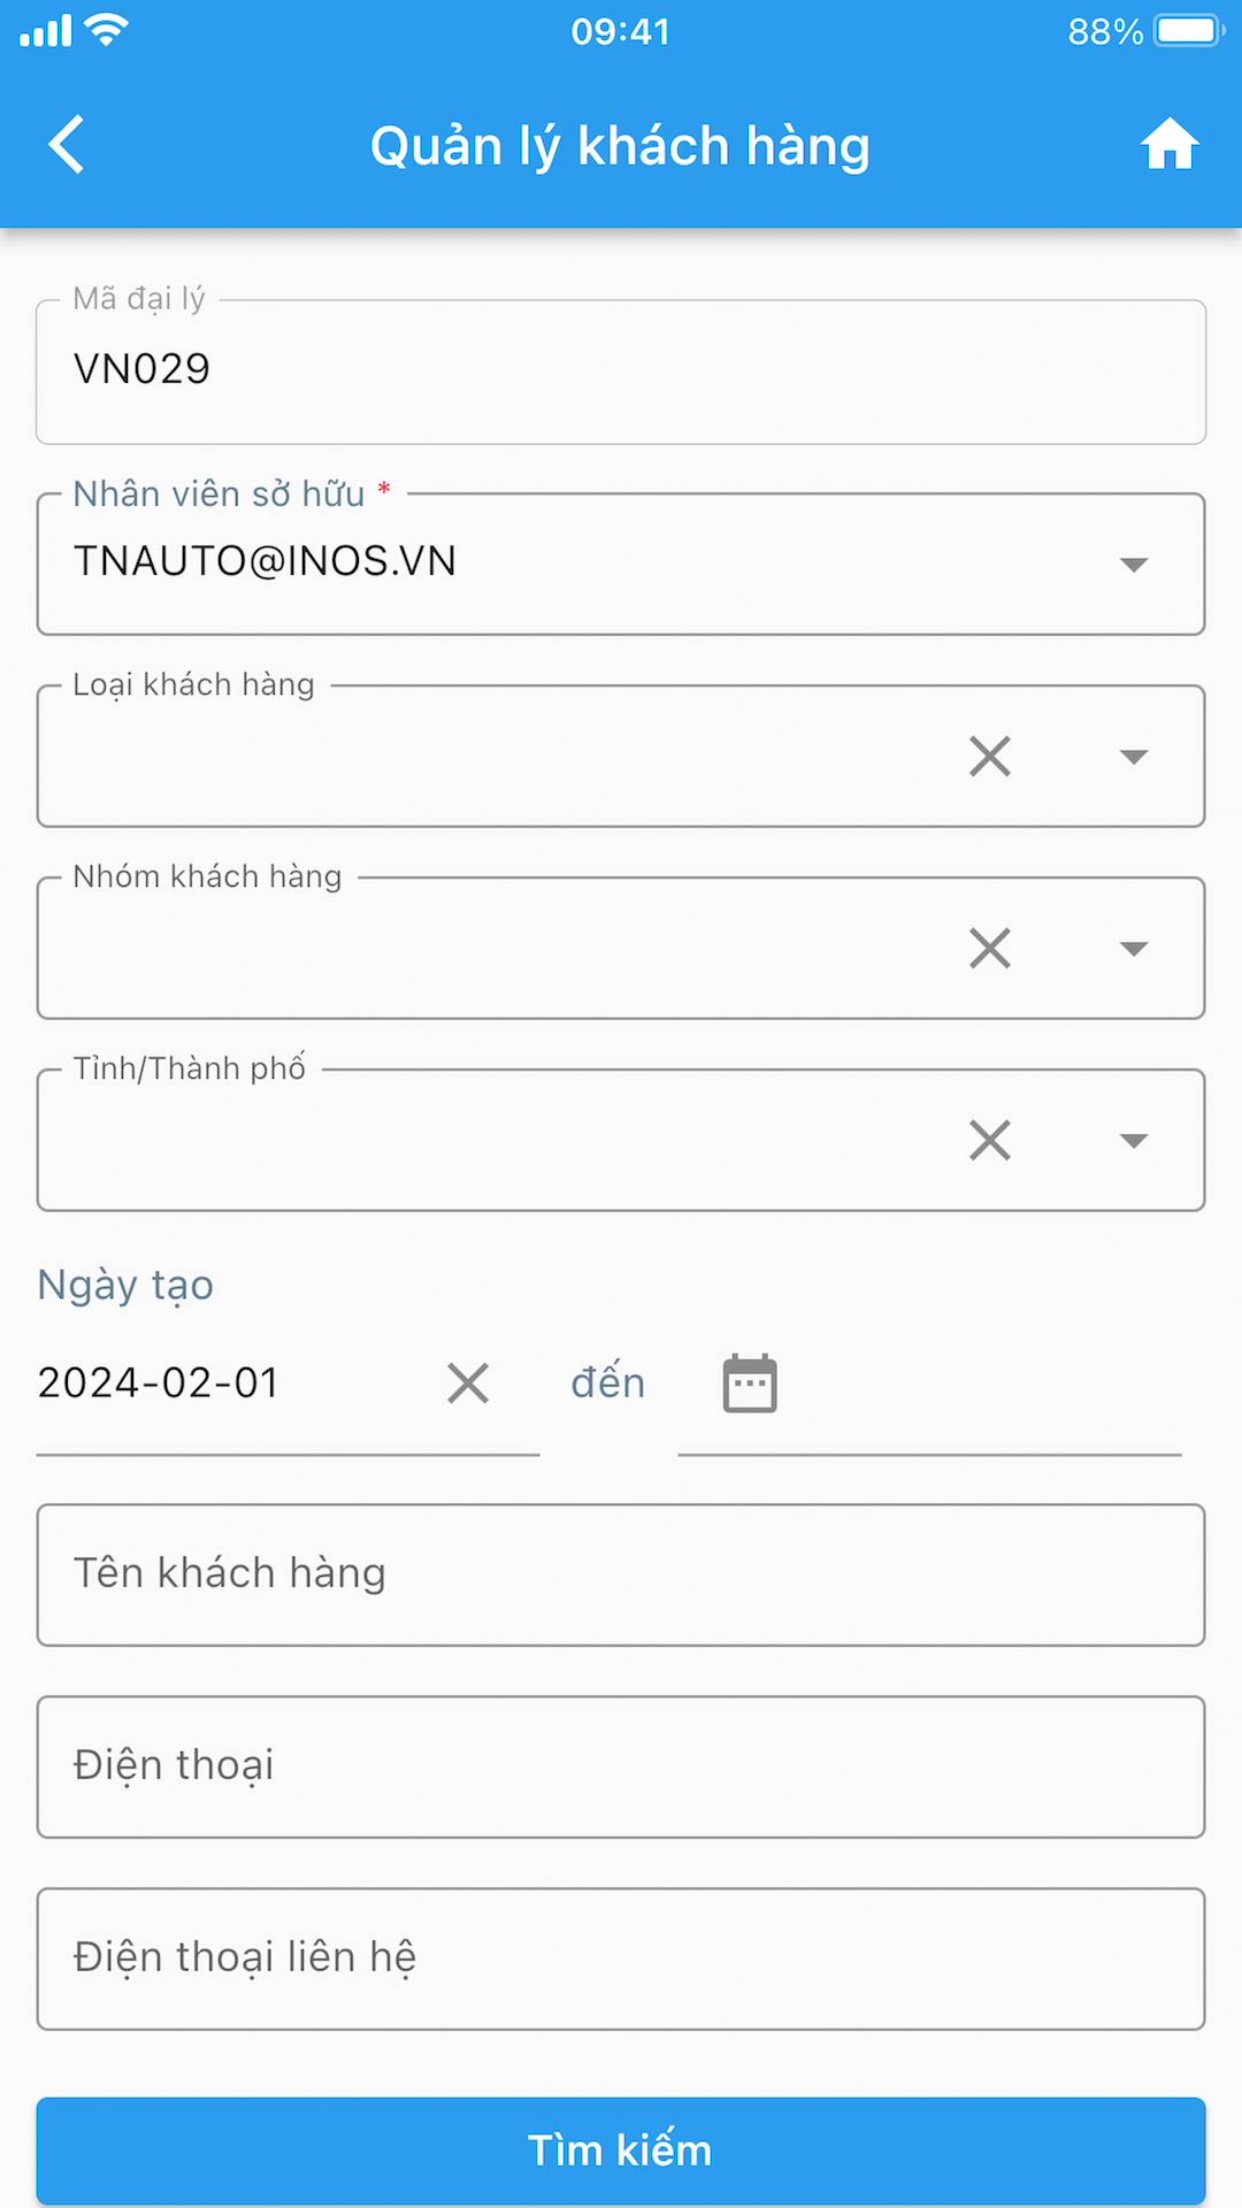 09:41
88%
Quản lý khách hàng
Mã đại lý
VN029
Nhân viên sở hữu *
TNAUTO@INOS.VN
Loại khách hàng
Nhóm khách hàng
Tỉnh/Thành phố
Ngày tạo
2024-02-01 đến
Tên khách hàng
Điện thoại
Điện thoại liên hệ
Tìm kiếm